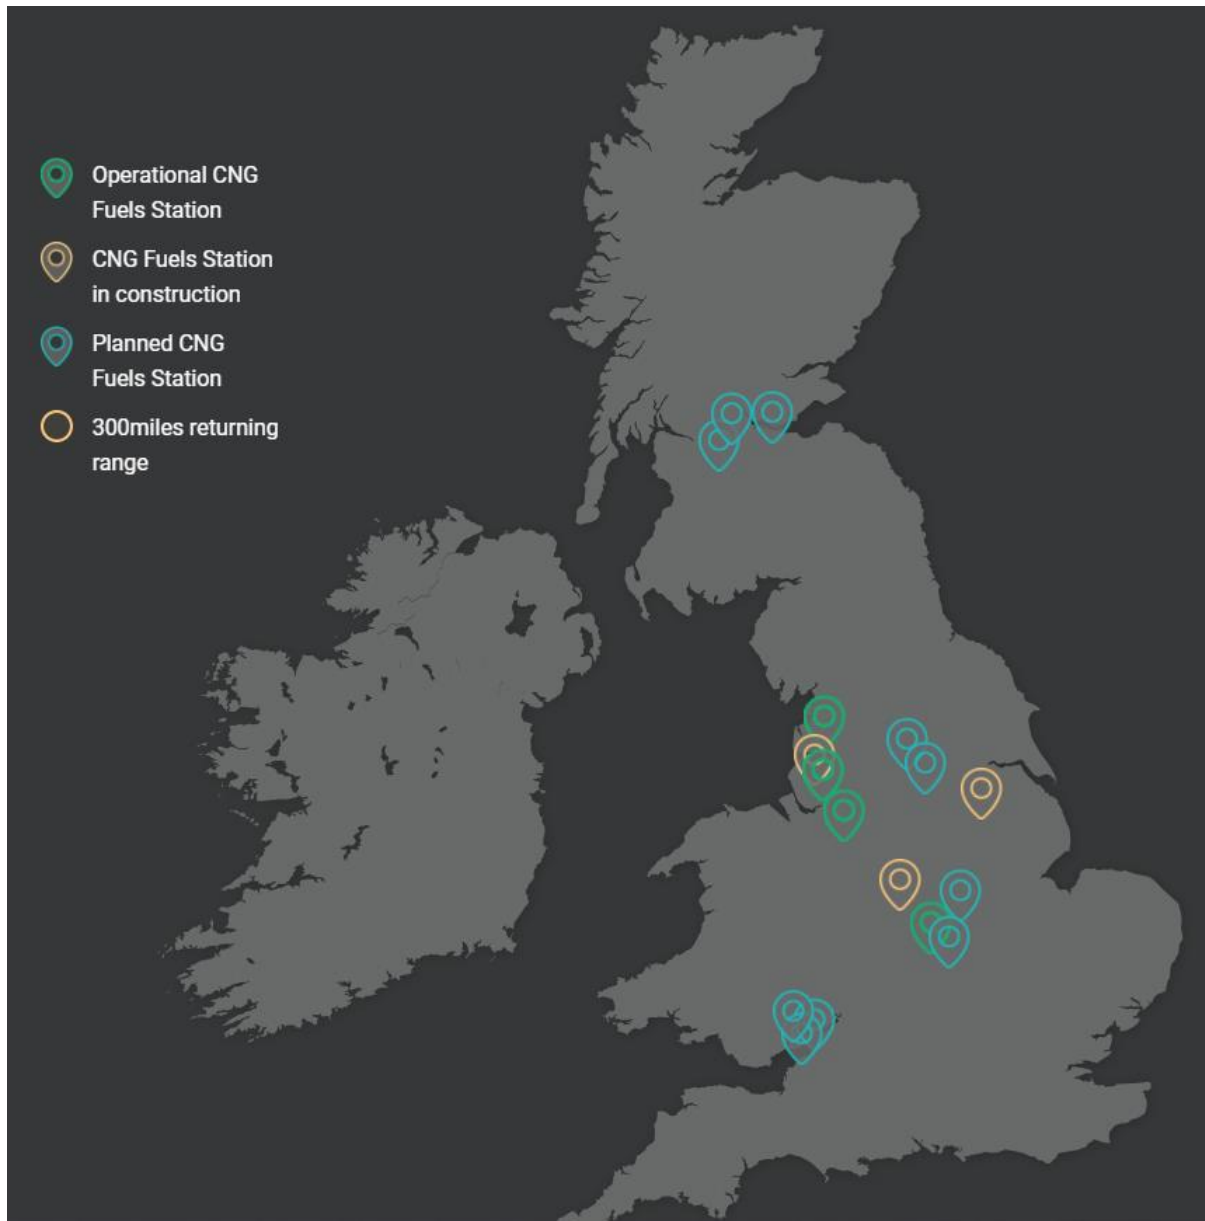 Operational CNG
Fuels Station
CNG Fuels Station
in construction
Planned CNG
Fuels Station
300miles returning
range